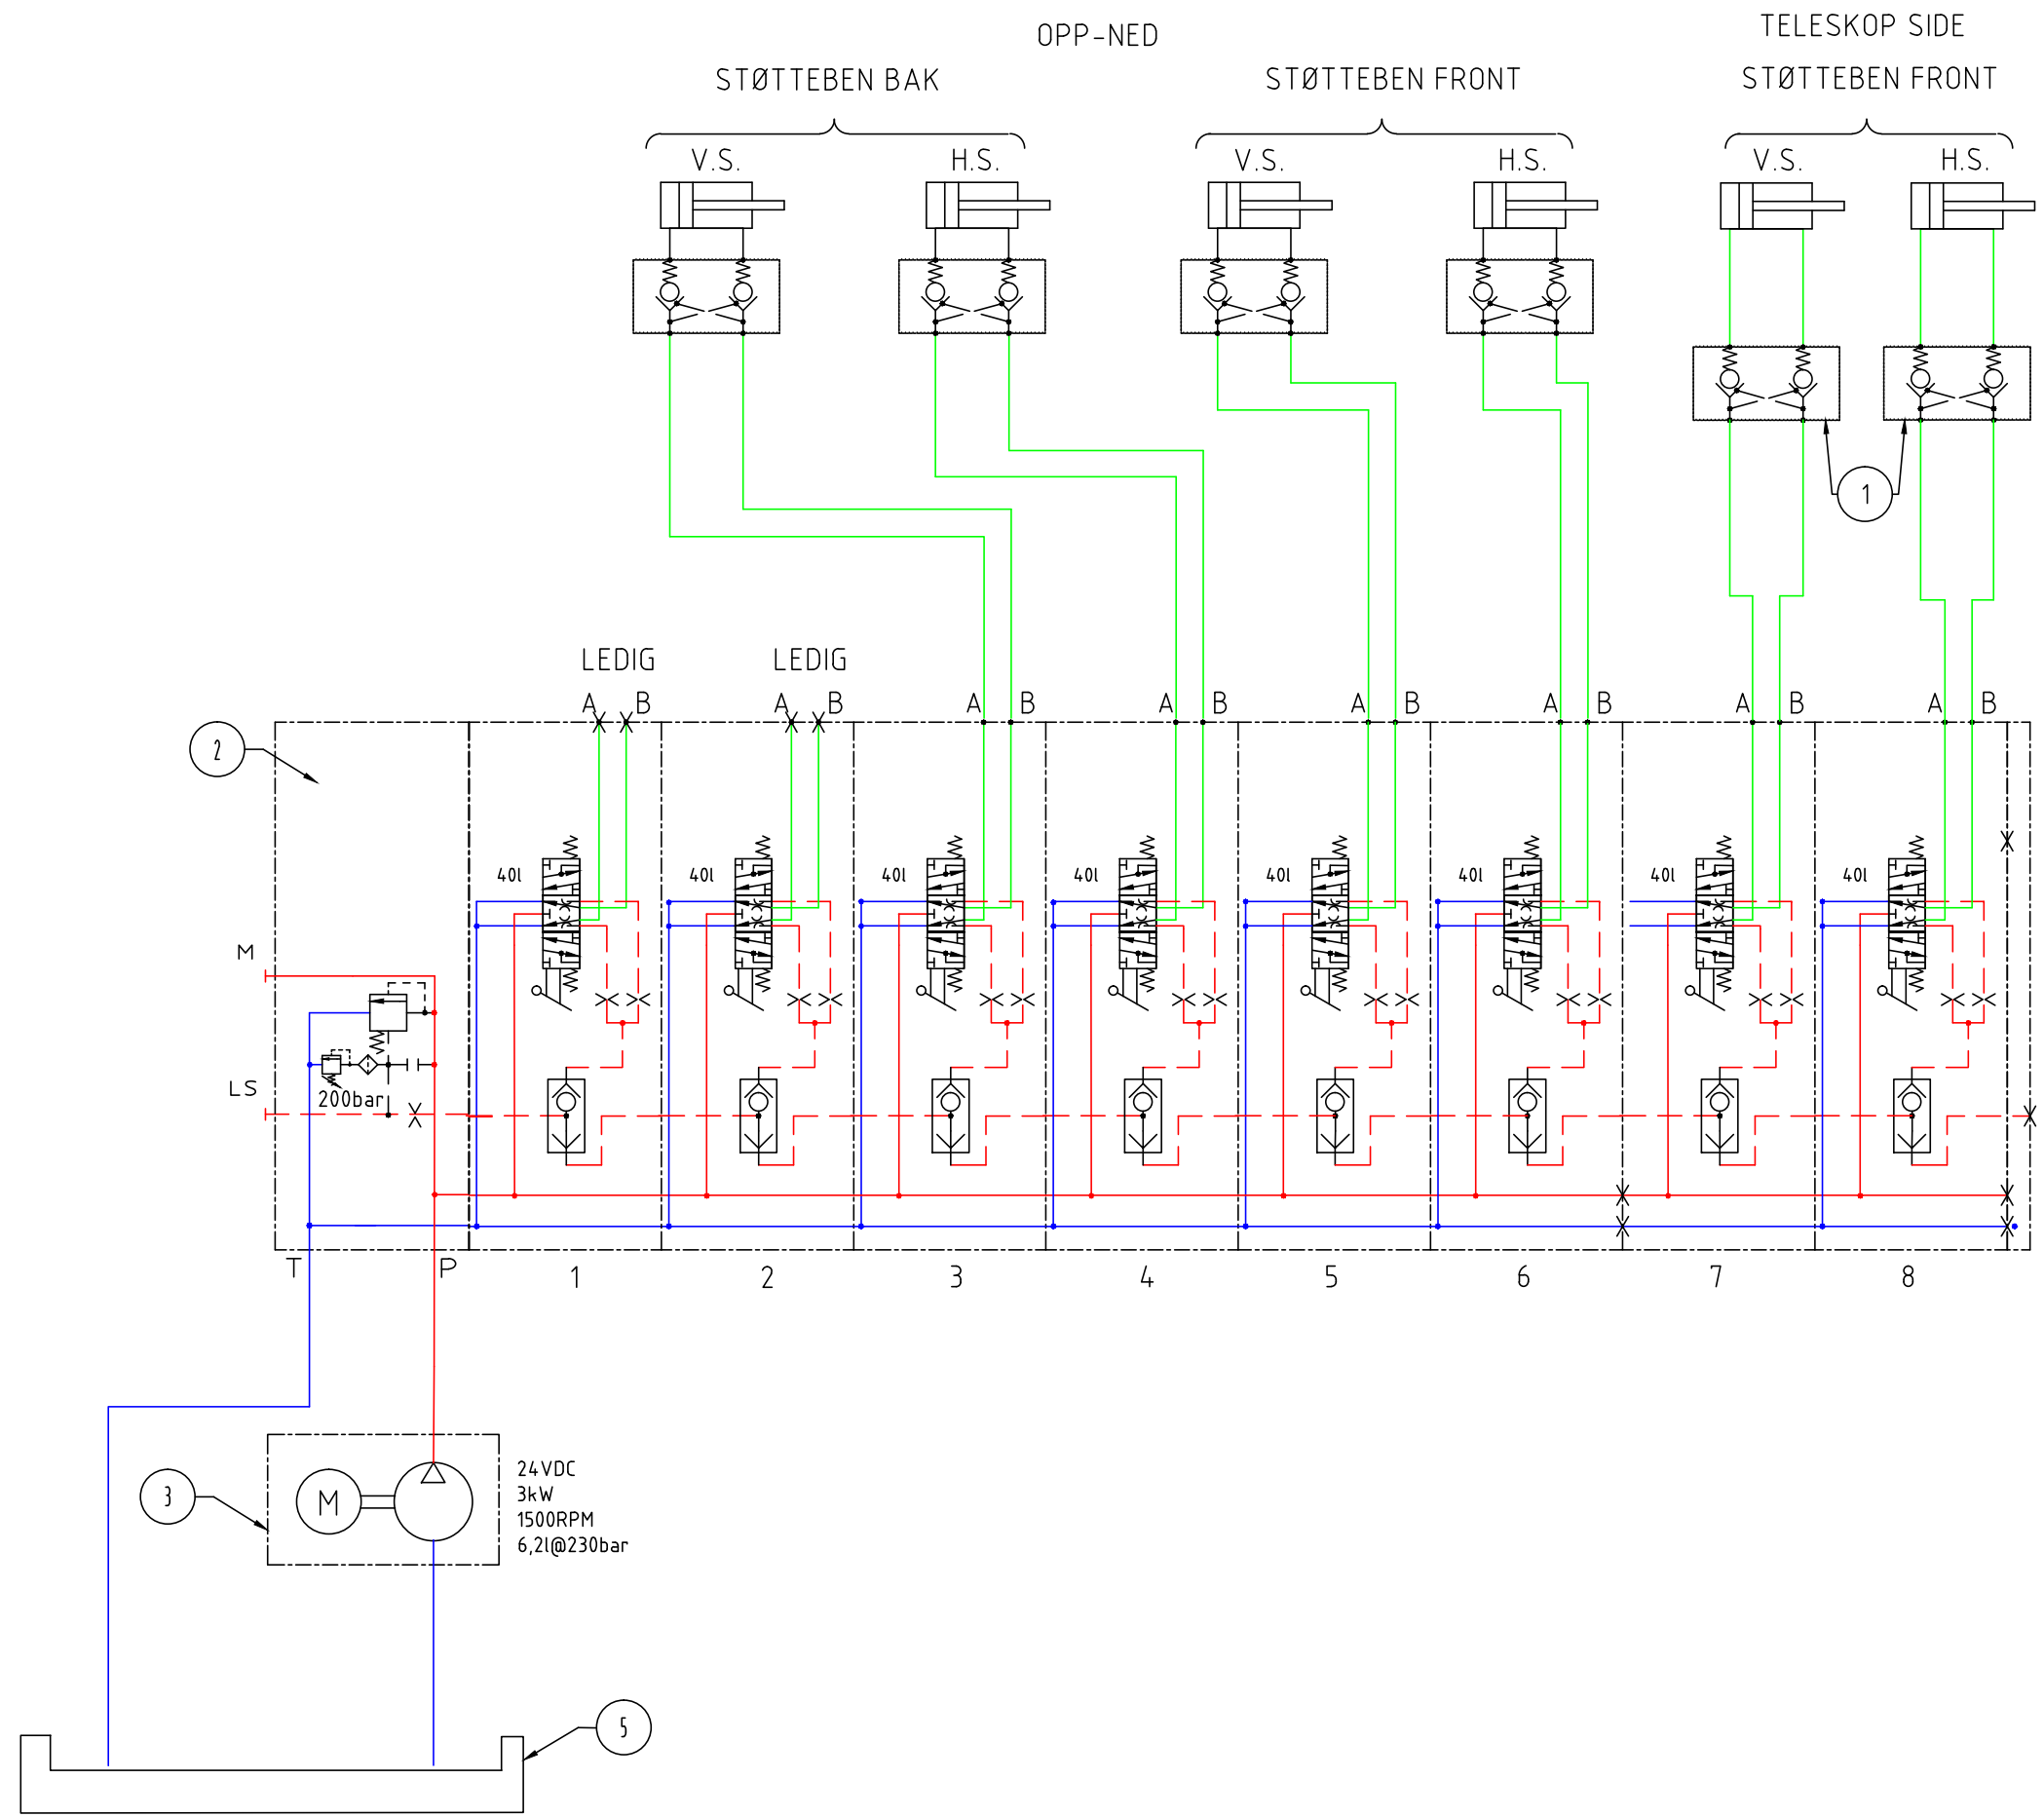 OPP-NED
TELESKOP SIDE
STØTTEBEN BAK
STØTTEBEN FRONT
STØTTEBEN FRONT
V.S.
H.S.
V.S.
H.S.
V.S.
H.S.
1
LEDIG
LEDIG
A B
A B
A B
A B
A B
A B
A B
A B
2
40l
40l
40l
40l
40l
40l
40l
40l
M
LS
200bar
T
P
1
2
3
4
5
6
7
8
3
M
24VDC
3kW
1500RPM
6,2l@230bar
5